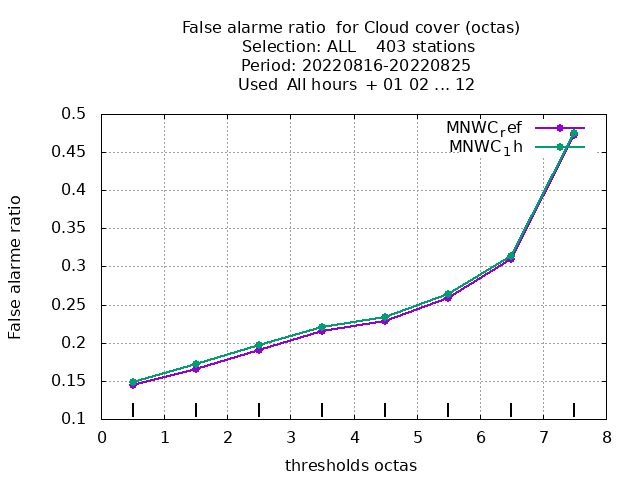 False alarme ratio  for Cloud cover (octas)
Selection: ALL    403 stations
Period: 20220816-20220825
Used  All hours  + 01 02 ... 12
MNWC_ref
MNWC_1h
False alarme ratio
0.5
0.45
0.4
0.35
0.3
0.25
0.2
0.15
0.1
0 1 2 3 4 5 6 7 8
thresholds octas